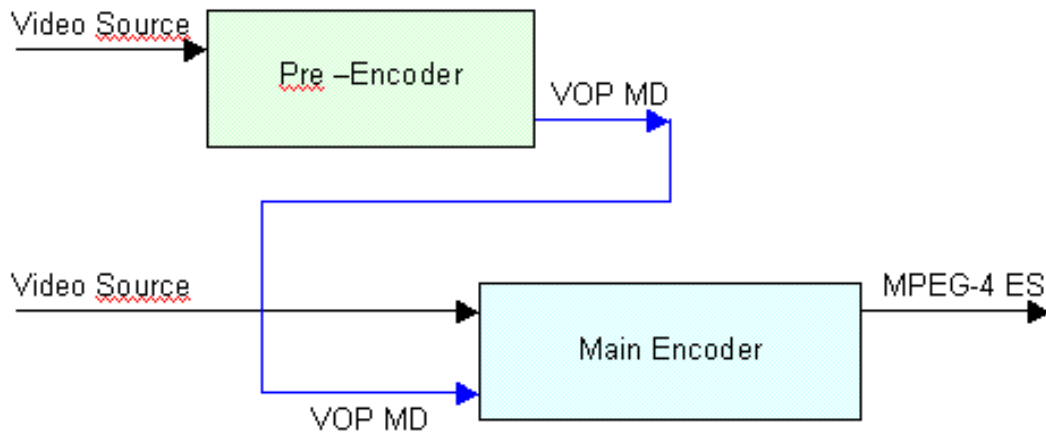 Video Source
Pre –Encoder
VOP MD
Video Source
MPEG-4 ES
Main Encoder
VOP MD